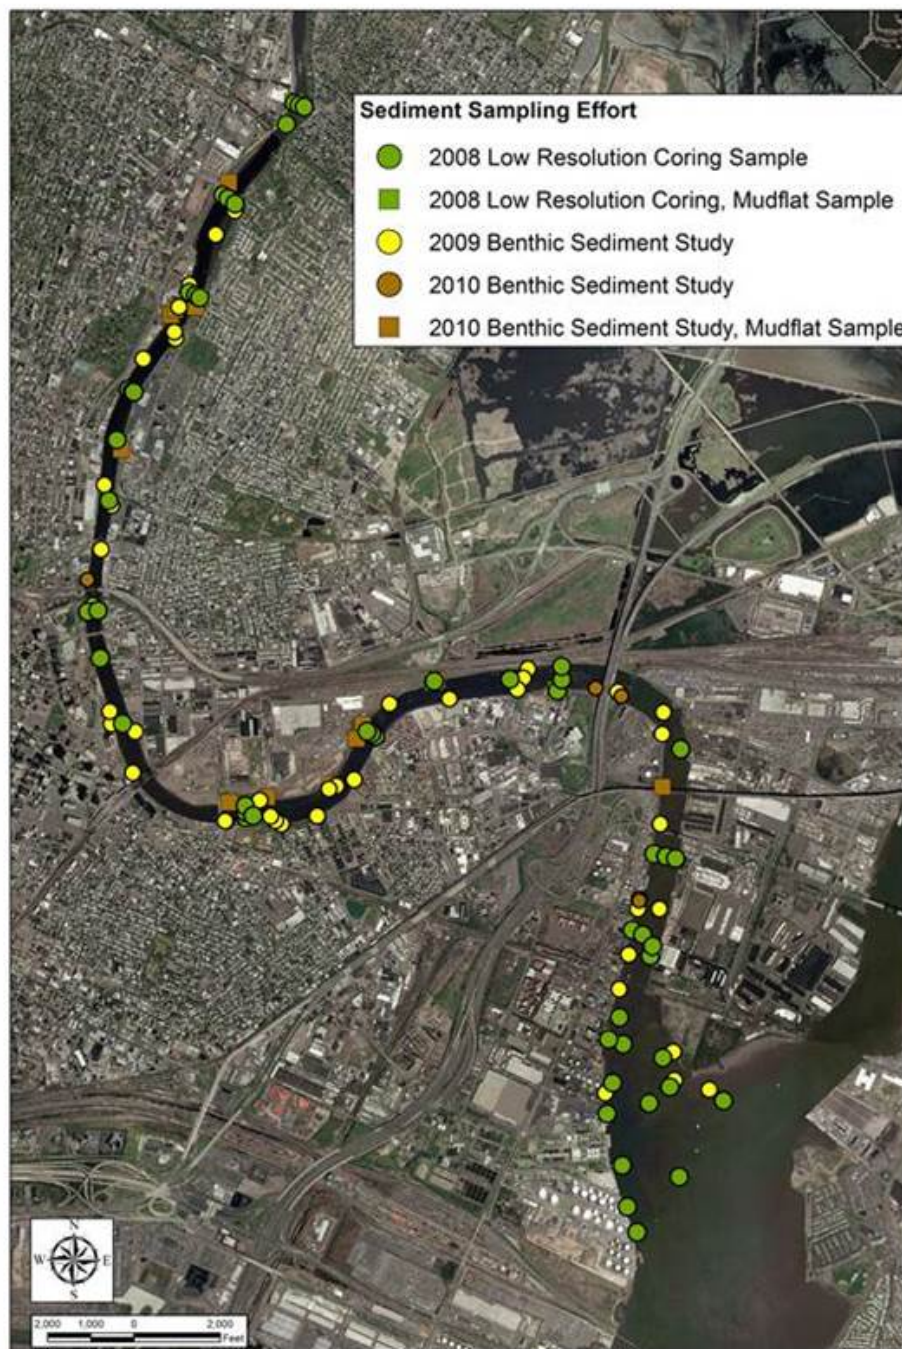 Sediment Sampling Effort
2008 Low Resolution Coring Sample
2008 Low Resolution Coring, Mudflat Sample
2009 Benthic Sediment Study
2010 Benthic Sediment Study
2010 Benthic Sediment Study, Mudflat Sample
N
W E
S
2,000 1,000 0 2,000
Feet